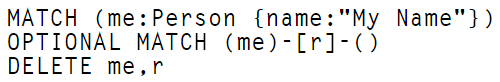 MATCH (me:Person {name:"My Name"})
OPTIONAL MATCH (me)-[r]-()
DELETE me,r